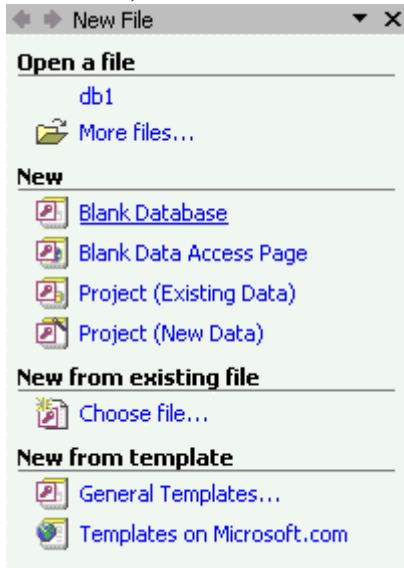 New File
Open a file
db1
More files...
New
Blank Database
Blank Data Access Page
Project (Existing Data)
Project (New Data)
New from existing file
Choose file...
New from template
General Templates...
Templates on Microsoft.com